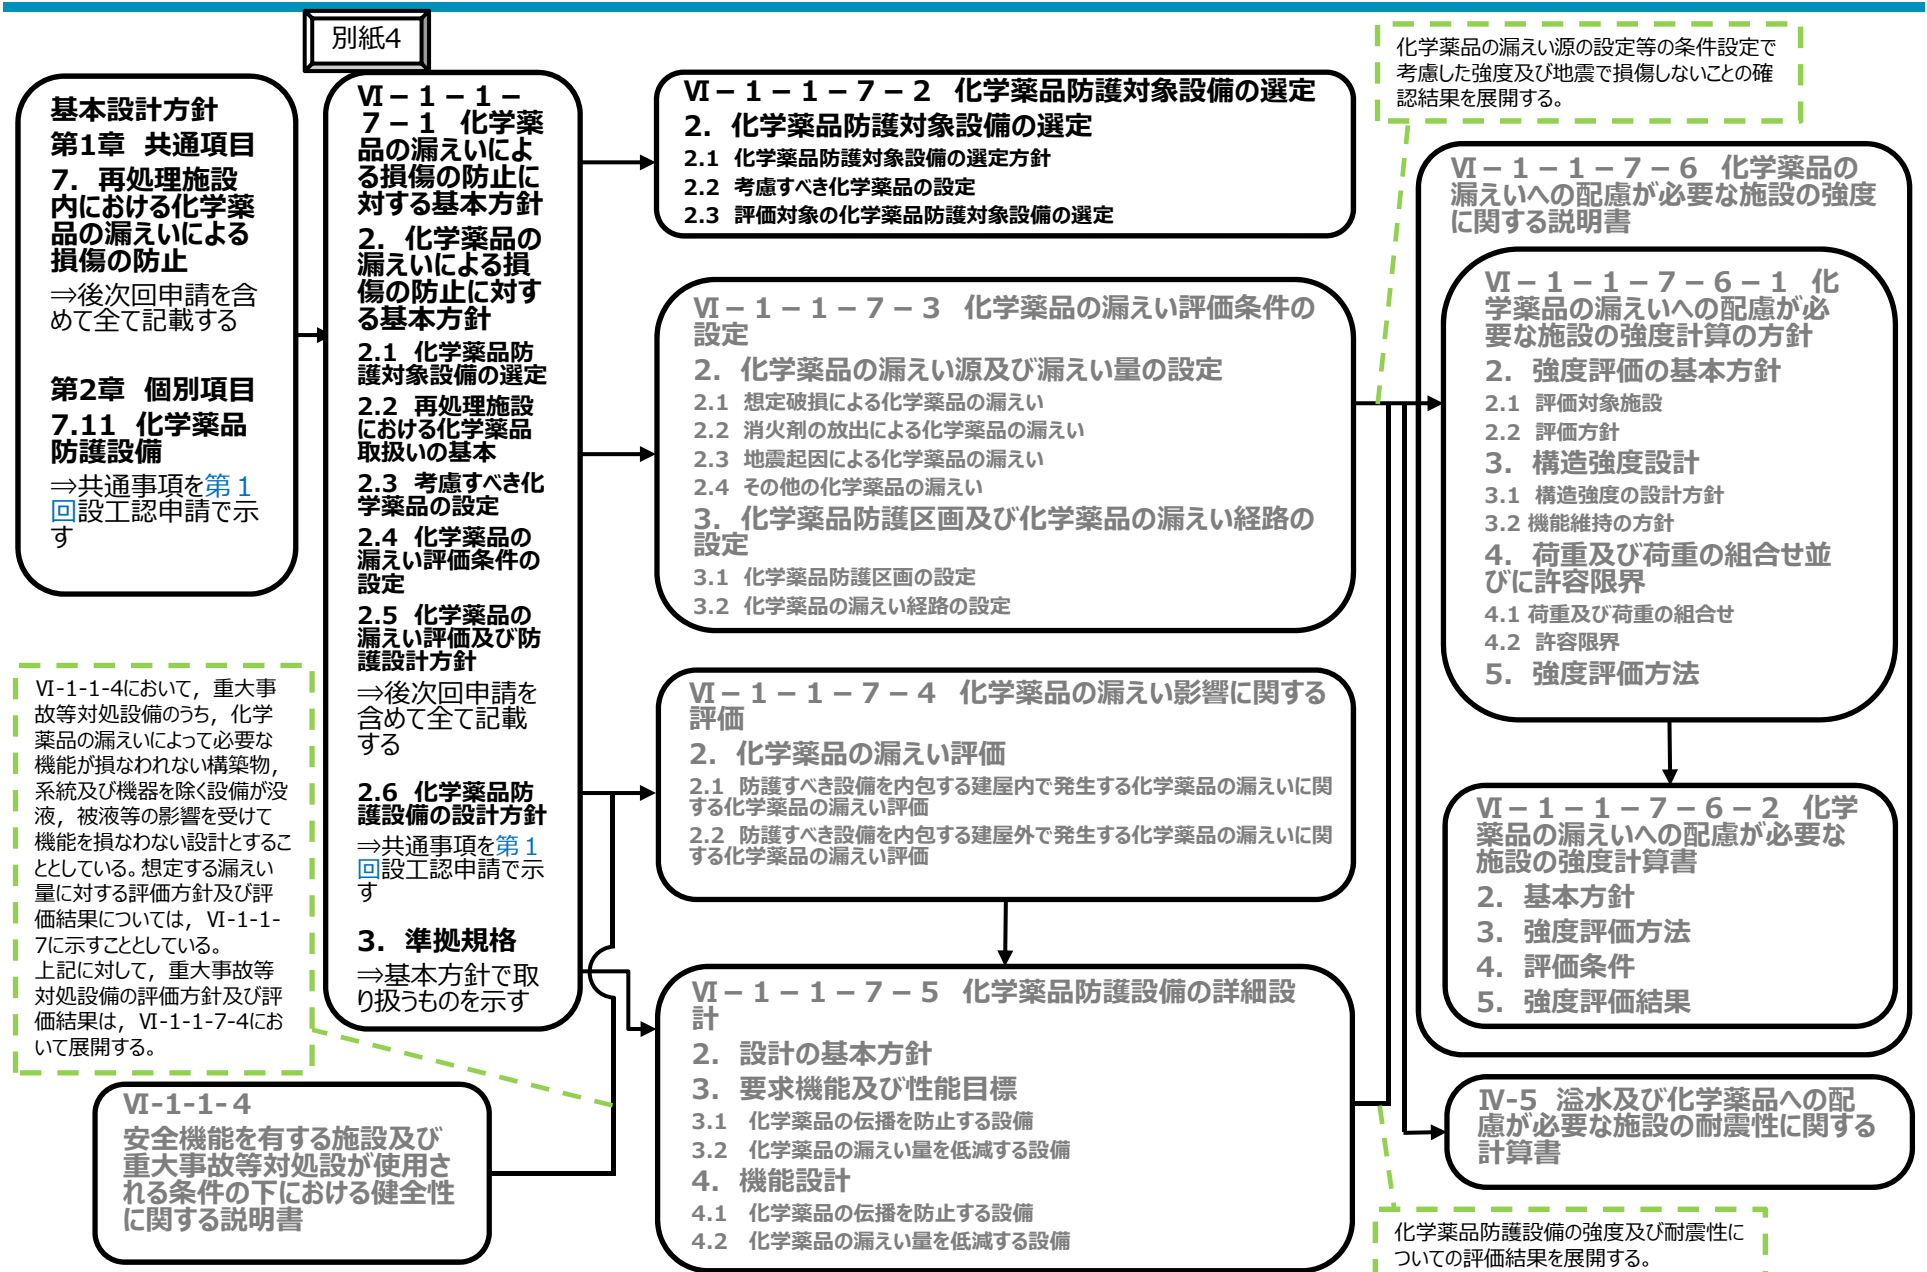 別紙4
基本設計方針
第1章 共通項目
7. 再処理施設
内における化学薬
品の漏えいによる
損傷の防止
⇒後次回申請を含
めて全て記載する
第2章 個別項目
7.11 化学薬品
防護設備
⇒共通事項を第1
回設工認申請で示
す
Ⅵ－1－1－
7－1 化学薬
品の漏えいによ
る損傷の防止に
対する基本方針
2. 化学薬品の
漏えいによる損
傷の防止に対す
る基本方針
2.1 化学薬品防
護対象設備の選定
2.2 再処理施設
における化学薬品
取扱いの基本
2.3 考慮すべき化
学薬品の設定
2.4 化学薬品の
漏えい評価条件の
設定
2.5 化学薬品の
漏えい評価及び防
護設計方針
⇒後次回申請を
含めて全て記載
する
2.6 化学薬品防
護設備の設計方針
⇒共通事項を第1
回設工認申請で示
す
3. 準拠規格
⇒基本方針で取
り扱うものを示す
Ⅵ－1－1－7－2 化学薬品防護対象設備の選定
2. 化学薬品防護対象設備の選定
2.1 化学薬品防護対象設備の選定方針
2.2 考慮すべき化学薬品の設定
2.3 評価対象の化学薬品防護対象設備の選定
Ⅵ－1－1－7－3 化学薬品の漏えい評価条件の
設定
2. 化学薬品の漏えい源及び漏えい量の設定
2.1 想定破損による化学薬品の漏えい
2.2 消火剤の放出による化学薬品の漏えい
2.3 地震起因による化学薬品の漏えい
2.4 その他の化学薬品の漏えい
3. 化学薬品防護区画及び化学薬品の漏えい経路の
設定
3.1 化学薬品防護区画の設定
3.2 化学薬品の漏えい経路の設定
Ⅵ－1－1－7－4 化学薬品の漏えい影響に関する
評価
2. 化学薬品の漏えい評価
2.1 防護すべき設備を内包する建屋内で発生する化学薬品の漏えいに関
する化学薬品の漏えい評価
2.2 防護すべき設備を内包する建屋外で発生する化学薬品の漏えいに関
する化学薬品の漏えい評価
Ⅵ－1－1－7－5 化学薬品防護設備の詳細設
計
2. 設計の基本方針
3. 要求機能及び性能目標
3.1 化学薬品の伝播を防止する設備
3.2 化学薬品の漏えい量を低減する設備
4. 機能設計
4.1 化学薬品の伝播を防止する設備
4.2 化学薬品の漏えい量を低減する設備
化学薬品の漏えい源の設定等の条件設定で
考慮した強度及び地震で損傷しないことの確
認結果を展開する。
Ⅵ－1－1－7－6 化学薬品の
漏えいへの配慮が必要な施設の強度
に関する説明書
Ⅵ－1－1－7－6－1 化
学薬品の漏えいへの配慮が必
要な施設の強度計算の方針
2. 強度評価の基本方針
2.1 評価対象施設
2.2 評価方針
3. 構造強度設計
3.1 構造強度の設計方針
3.2 機能維持の方針
4. 荷重及び荷重の組合せ並
びに許容限界
4.1 荷重及び荷重の組合せ
4.2 許容限界
5. 強度評価方法
Ⅵ－1－1－7－6－2 化学
薬品の漏えいへの配慮が必要な
施設の強度計算書
2. 基本方針
3. 強度評価方法
4. 評価条件
5. 強度評価結果
Ⅳ-5 溢水及び化学薬品への配
慮が必要な施設の耐震性に関する
計算書
化学薬品防護設備の強度及び耐震性に
ついての評価結果を展開する。
Ⅵ-1-1-4において，重大事
故等対処設備のうち，化学
薬品の漏えいによって必要な
機能が損なわれない構築物，
系統及び機器を除く設備が没
液，被液等の影響を受けて
機能を損なわない設計とするこ
ととしている。想定する漏えい
量に対する評価方針及び評
価結果については，Ⅵ-1-1-
7に示すこととしている。
上記に対して，重大事故等
対処設備の評価方針及び評
価結果は，Ⅵ-1-1-7-4にお
いて展開する。
Ⅵ-1-1-4
安全機能を有する施設及び
重大事故等対処設が使用さ
れる条件の下における健全性
に関する説明書